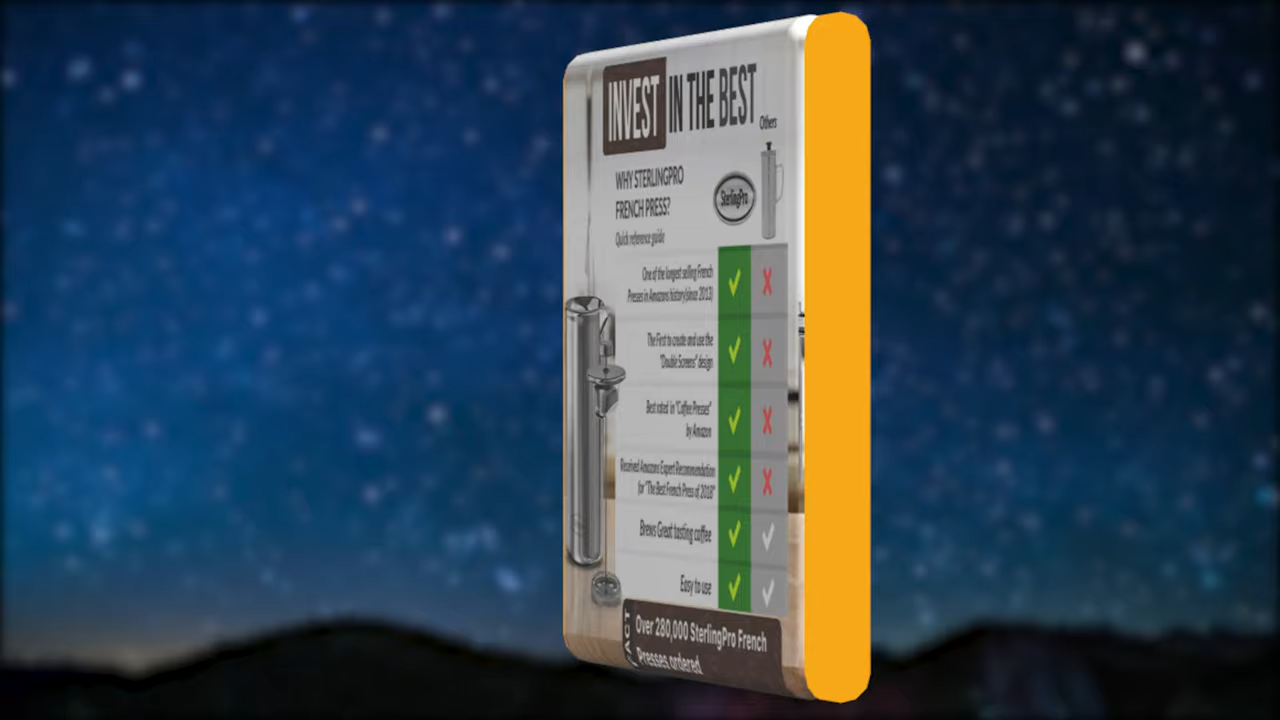 INVEST IN THE BEST
Others
WHY STERLINGPRO
FRENCH PRESS?
SterlingPro
Quick reference guide
One of the longest selling French
Presses in Amazons history(since 2013)
The First to create and use the
"Double Screens" design
Best rated in "Coffee Presses"
by Amazon
Received Amazons Expert Recommendation
for "The Best French Press of 2018"
Brews Great tasting coffee
Easy to use
FACT
Over 280,000 SterlingPro French
Presses ordered